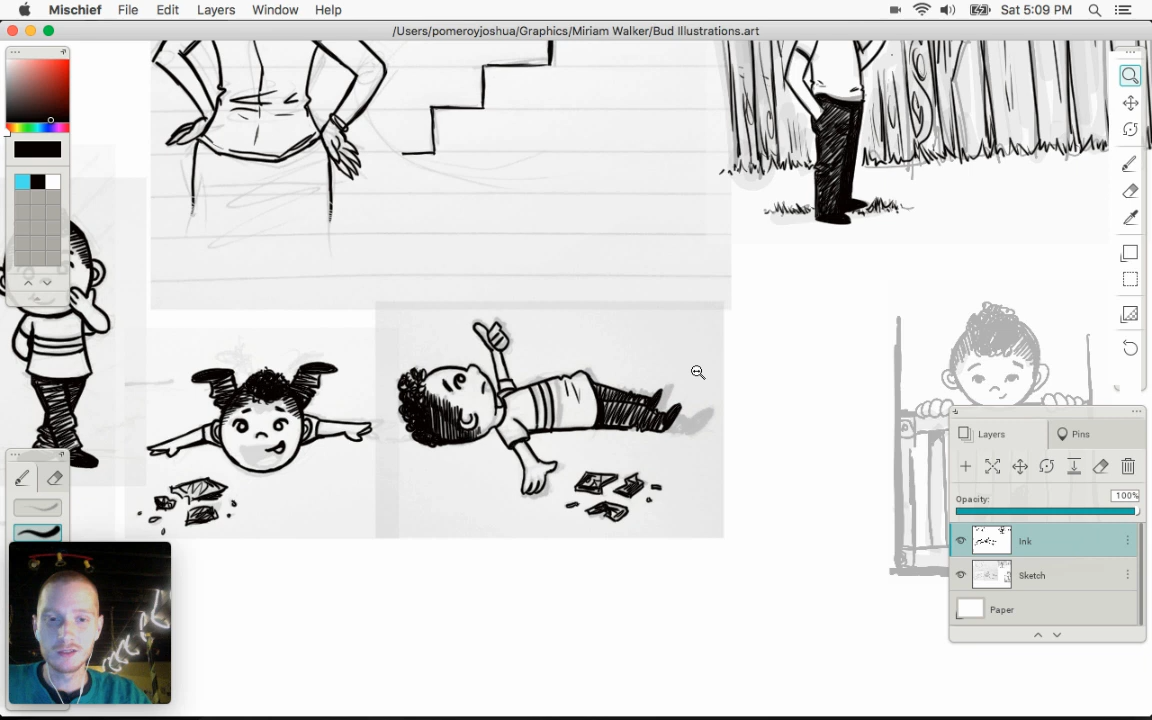 Mischief File Edit Layers Window Help Sat 5:09 PM
/Users/pomeroyjoshua/Graphics/Miriam Walker/Bud Illustrations.art
Layers Pins
Opacity: 100%
Ink
Sketch
Paper